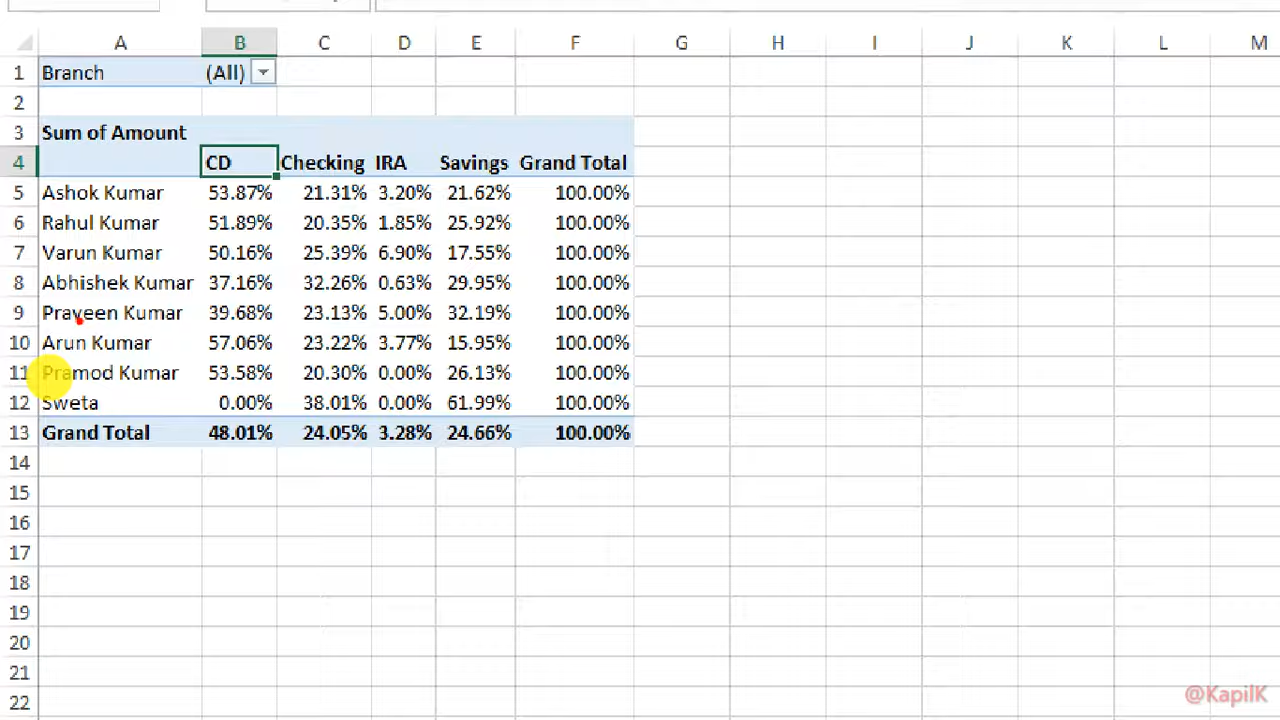 A B C D E F G H I J K L M
1 Branch (All)
2
3 Sum of Amount
4 CD Checking IRA Savings Grand Total
5 Ashok Kumar 53.87% 21.31% 3.20% 21.62% 100.00%
6 Rahul Kumar 51.89% 20.35% 1.85% 25.92% 100.00%
7 Varun Kumar 50.16% 25.39% 6.90% 17.55% 100.00%
8 Abhishek Kumar 37.16% 32.26% 0.63% 29.95% 100.00%
9 Praveen Kumar 39.68% 23.13% 5.00% 32.19% 100.00%
10 Arun Kumar 57.06% 23.22% 3.77% 15.95% 100.00%
11 Pramod Kumar 53.58% 20.30% 0.00% 26.13% 100.00%
12 Sweta 0.00% 38.01% 0.00% 61.99% 100.00%
13 Grand Total 48.01% 24.05% 3.28% 24.66% 100.00%
14
15
16
17
18
19
20
21
22
@KapilK